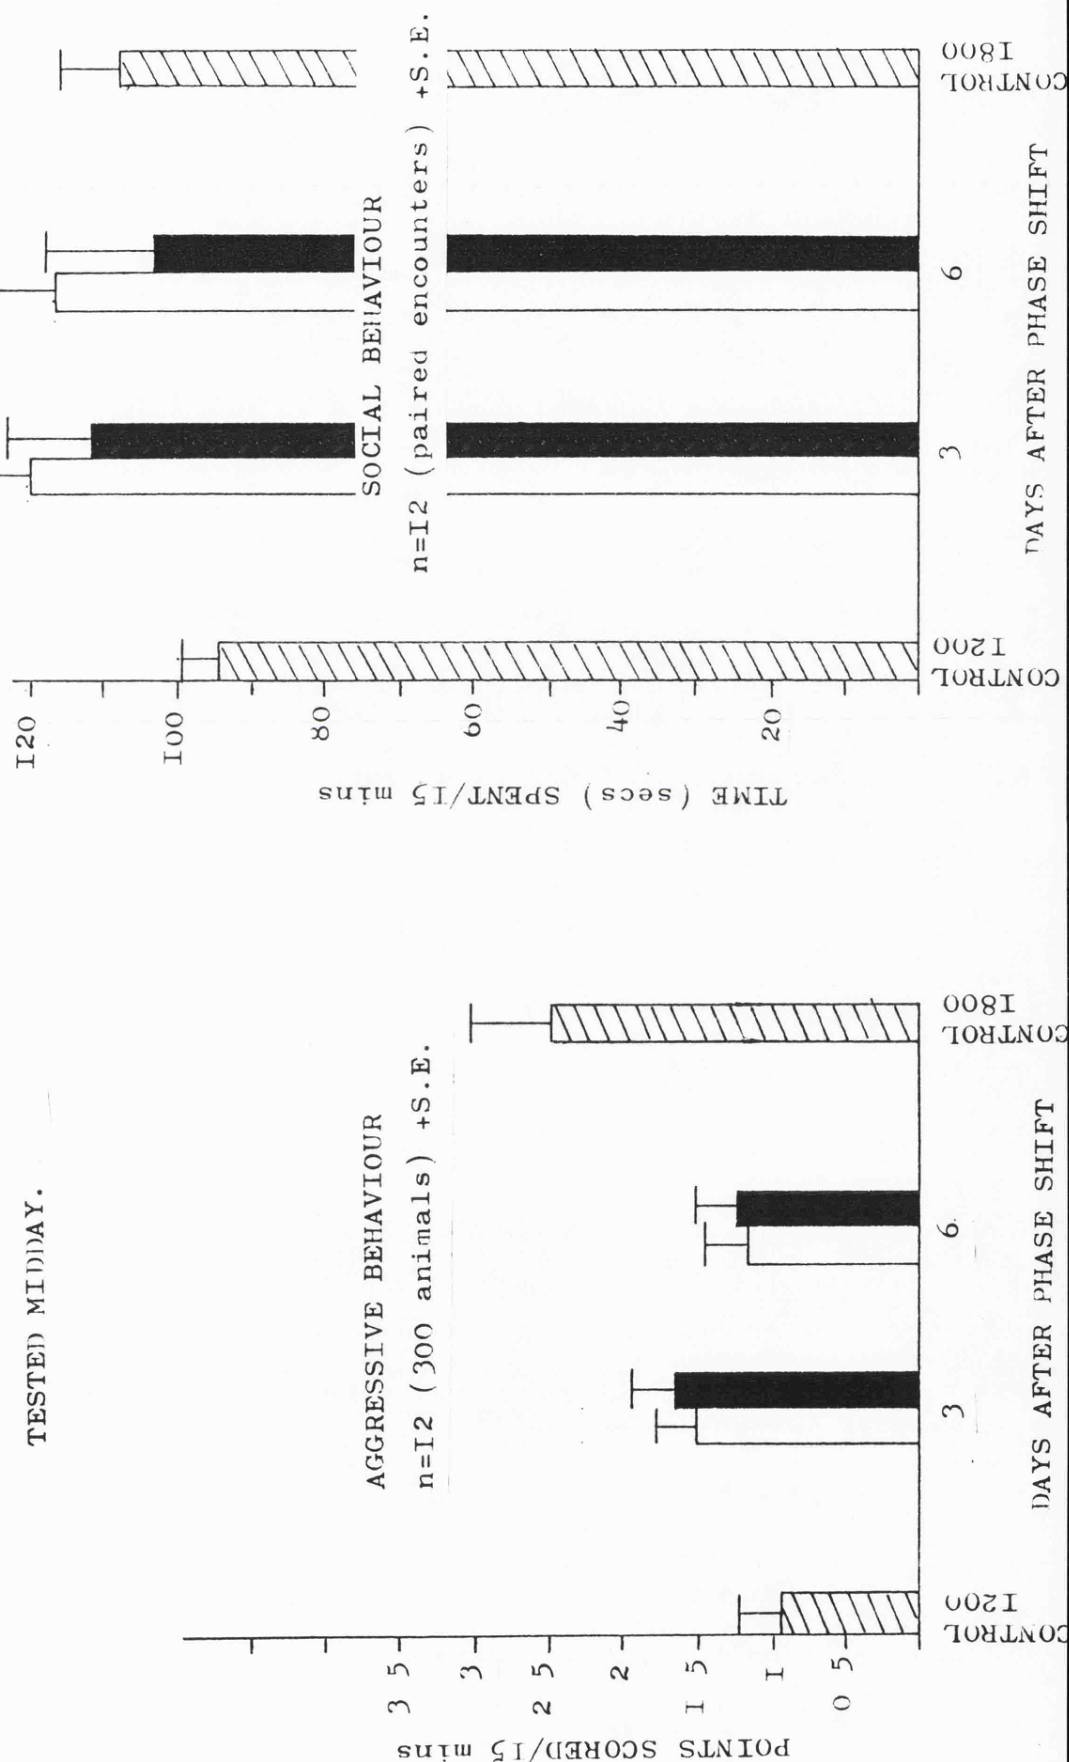 TESTED MIDDAY.
AGGRESSIVE BEHAVIOUR
n=I2 (300 animals) +S.E.
POINTS SCORED/I5 mins
3 5
3
2 5
2
I 5
I
0 5
CONTROL
I200
3
6
CONTROL
I800
DAYS AFTER PHASE SHIFT
SOCIAL BEHAVIOUR
n=I2 (paired encounters) +S.E.
TIME (secs) SPENT/I5 mins
I20
I00
80
60
40
20
CONTROL
I200
3
6
CONTROL
I800
DAYS AFTER PHASE SHIFT